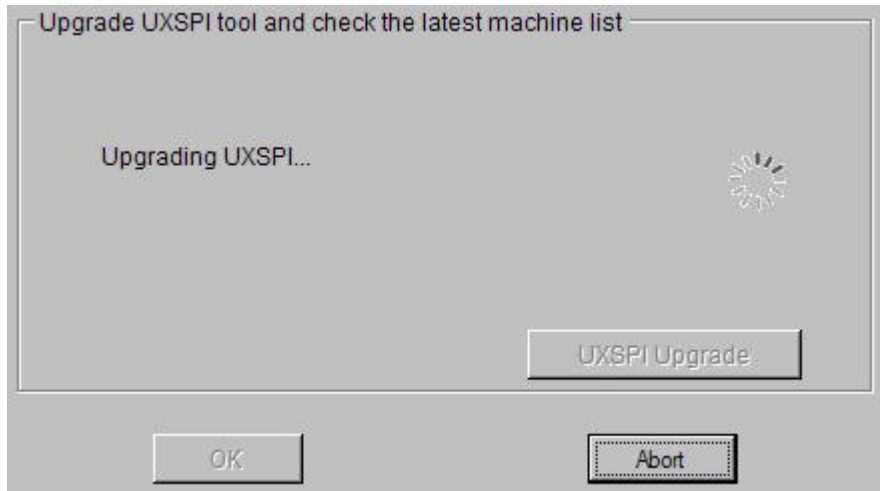 Upgrade UXSPI tool and check the latest machine list
Upgrading UXSPI...
UXSPI Upgrade
OK
Abort